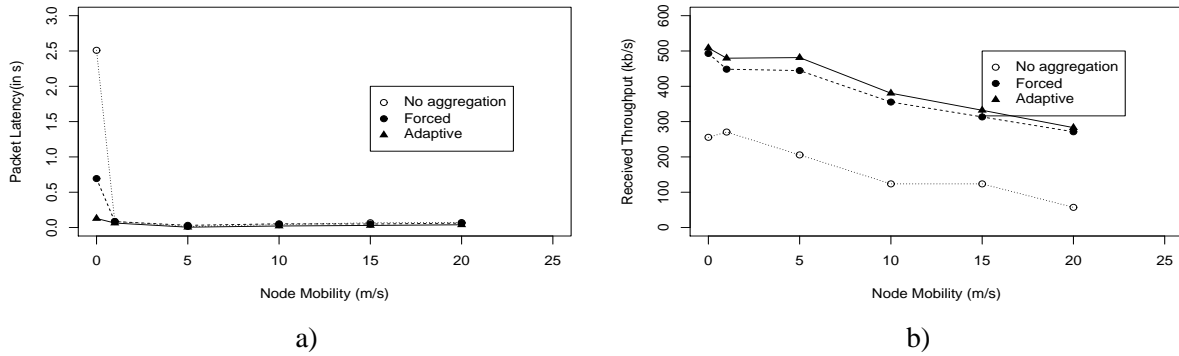 3.0
2.5
2.0
1.5
1.0
0.5
0.0
Packet Latency(in s)
No aggregation
Forced
Adaptive
0 5 10 15 20 25
Node Mobility (m/s)
a)
600
500
400
300
200
100
0
Received Throughput (kb/s)
No aggregation
Forced
Adaptive
0 5 10 15 20 25
Node Mobility (m/s)
b)